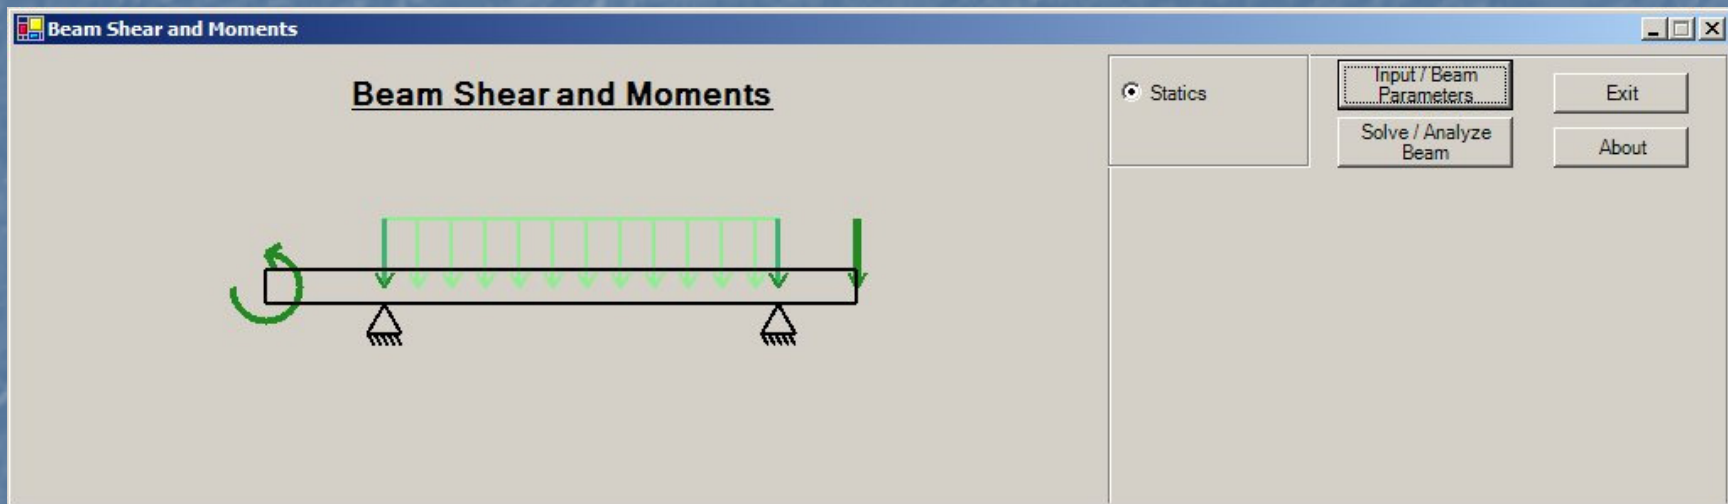 Beam Shear and Moments
Beam Shear and Moments
Statics
Input / Beam
Parameters
Solve / Analyze
Beam
Exit
About